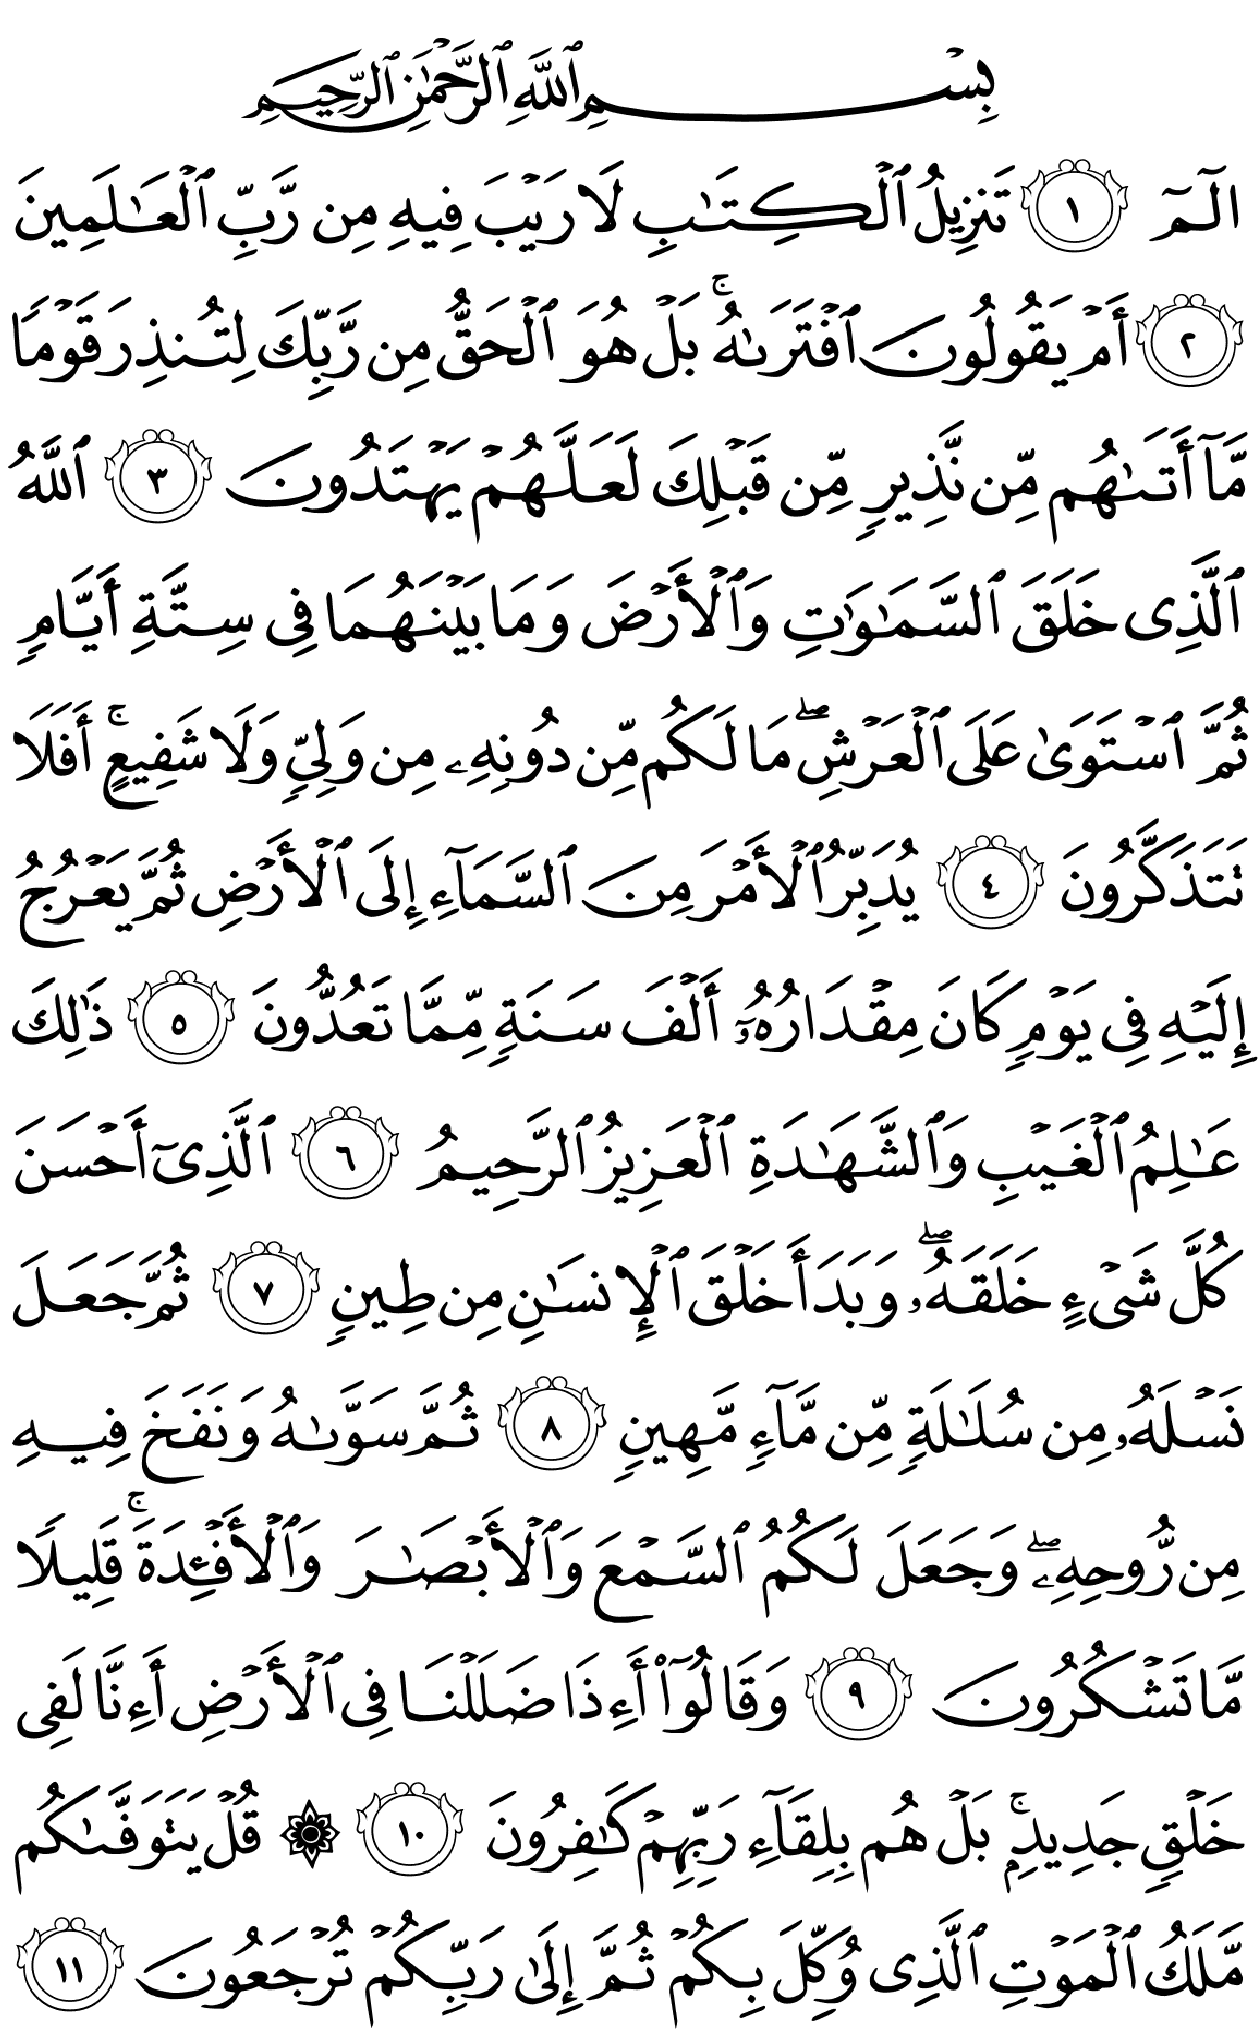 بِسْمِ ٱللَّهِ ٱلرَّحْمَٰنِ ٱلرَّحِيمِ
الٓمٓ ١ تَنزِيلُ ٱلْكِتَٰبِ لَا رَيْبَ فِيهِ مِن رَّبِّ ٱلْعَٰلَمِينَ
٢ أَمْ يَقُولُونَ ٱفْتَرَىٰهُ ۚ بَلْ هُوَ ٱلْحَقُّ مِن رَّبِّكَ لِتُنذِرَ قَوْمًا
مَّآ أَتَىٰهُم مِّن نَّذِيرٍ مِّن قَبْلِكَ لَعَلَّهُمْ يَهْتَدُونَ ٣ ٱللَّهُ
ٱلَّذِى خَلَقَ ٱلسَّمَٰوَٰتِ وَٱلْأَرْضَ وَمَا بَيْنَهُمَا فِى سِتَّةِ أَيَّامٍ
ثُمَّ ٱسْتَوَىٰ عَلَى ٱلْعَرْشِ ۖ مَا لَكُم مِّن دُونِهِۦ مِن وَلِىٍّ وَلَا شَفِيعٍ ۚ أَفَلَا
تَتَذَكَّرُونَ ٤ يُدَبِّرُ ٱلْأَمْرَ مِنَ ٱلسَّمَآءِ إِلَى ٱلْأَرْضِ ثُمَّ يَعْرُجُ
إِلَيْهِ فِى يَوْمٍ كَانَ مِقْدَارُهُۥٓ أَلْفَ سَنَةٍ مِّمَّا تَعُدُّونَ ٥ ذَٰلِكَ
عَٰلِمُ ٱلْغَيْبِ وَٱلشَّهَٰدَةِ ٱلْعَزِيزُ ٱلرَّحِيمُ ٦ ٱلَّذِىٓ أَحْسَنَ
كُلَّ شَىْءٍ خَلَقَهُۥ ۖ وَبَدَأَ خَلْقَ ٱلْإِنسَٰنِ مِن طِينٍ ٧ ثُمَّ جَعَلَ
نَسْلَهُۥ مِن سُلَٰلَةٍ مِّن مَّآءٍ مَّهِينٍ ٨ ثُمَّ سَوَّىٰهُ وَنَفَخَ فِيهِ
مِن رُّوحِهِۦ ۖ وَجَعَلَ لَكُمُ ٱلسَّمْعَ وَٱلْأَبْصَٰرَ وَٱلْأَفْـِٔدَةَ ۚ قَلِيلًا
مَّا تَشْكُرُونَ ٩ وَقَالُوٓا۟ أَءِذَا ضَلَلْنَا فِى ٱلْأَرْضِ أَءِنَّا لَفِى
خَلْقٍ جَدِيدٍۭ ۚ بَلْ هُم بِلِقَآءِ رَبِّهِمْ كَٰفِرُونَ ١٠ ۞ قُلْ يَتَوَفَّىٰكُم
مَّلَكُ ٱلْمَوْتِ ٱلَّذِى وُكِّلَ بِكُمْ ثُمَّ إِلَىٰ رَبِّكُمْ تُرْجَعُونَ ١١